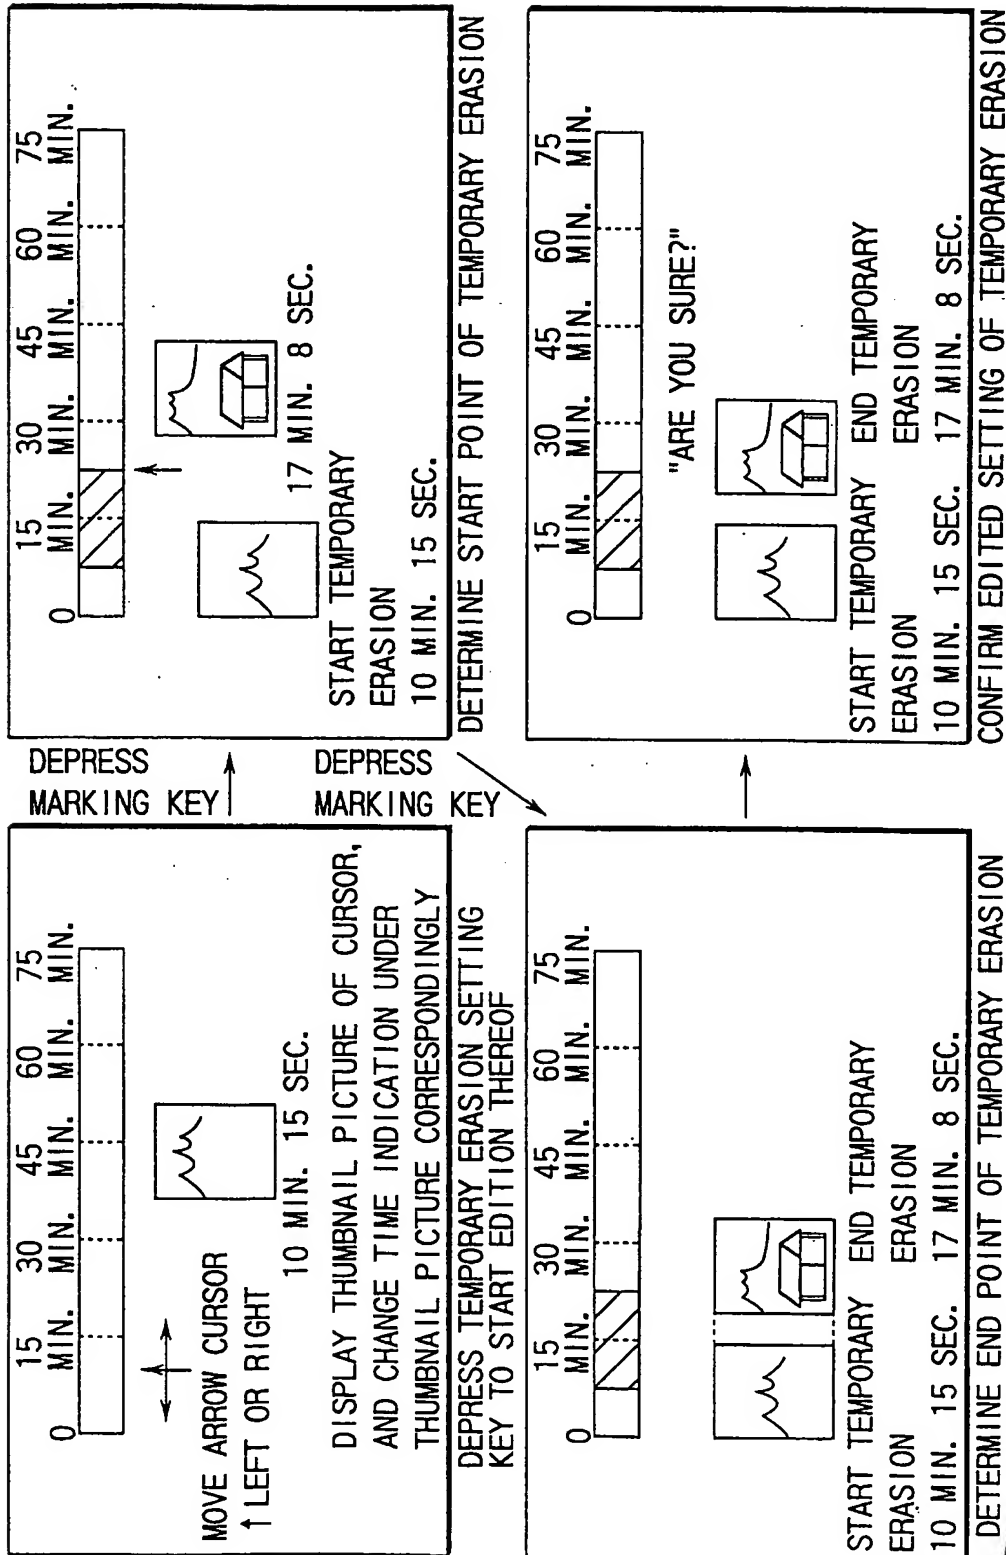 0 15 MIN. 30 MIN. 45 MIN. 60 MIN. 75 MIN.
MOVE ARROW CURSOR
↑ LEFT OR RIGHT
10 MIN. 15 SEC.
DISPLAY THUMBNAIL PICTURE OF CURSOR,
AND CHANGE TIME INDICATION UNDER
THUMBNAIL PICTURE CORRESPONDINGLY
DEPRESS TEMPORARY ERASION SETTING
KEY TO START EDITION THEREOF
DEPRESS
MARKING KEY
0 15 MIN. 30 MIN. 45 MIN. 60 MIN. 75 MIN.
17 MIN. 8 SEC.
START TEMPORARY
ERASION
10 MIN. 15 SEC.
DETERMINE START POINT OF TEMPORARY ERASION
DEPRESS
MARKING KEY
0 15 MIN. 30 MIN. 45 MIN. 60 MIN. 75 MIN.
START TEMPORARY END TEMPORARY
ERASION ERASION
10 MIN. 15 SEC. 17 MIN. 8 SEC.
DETERMINE END POINT OF TEMPORARY ERASION
0 15 MIN. 30 MIN. 45 MIN. 60 MIN. 75 MIN.
"ARE YOU SURE?"
START TEMPORARY END TEMPORARY
ERASION ERASION
10 MIN. 15 SEC. 17 MIN. 8 SEC.
CONFIRM EDITED SETTING OF TEMPORARY ERASION